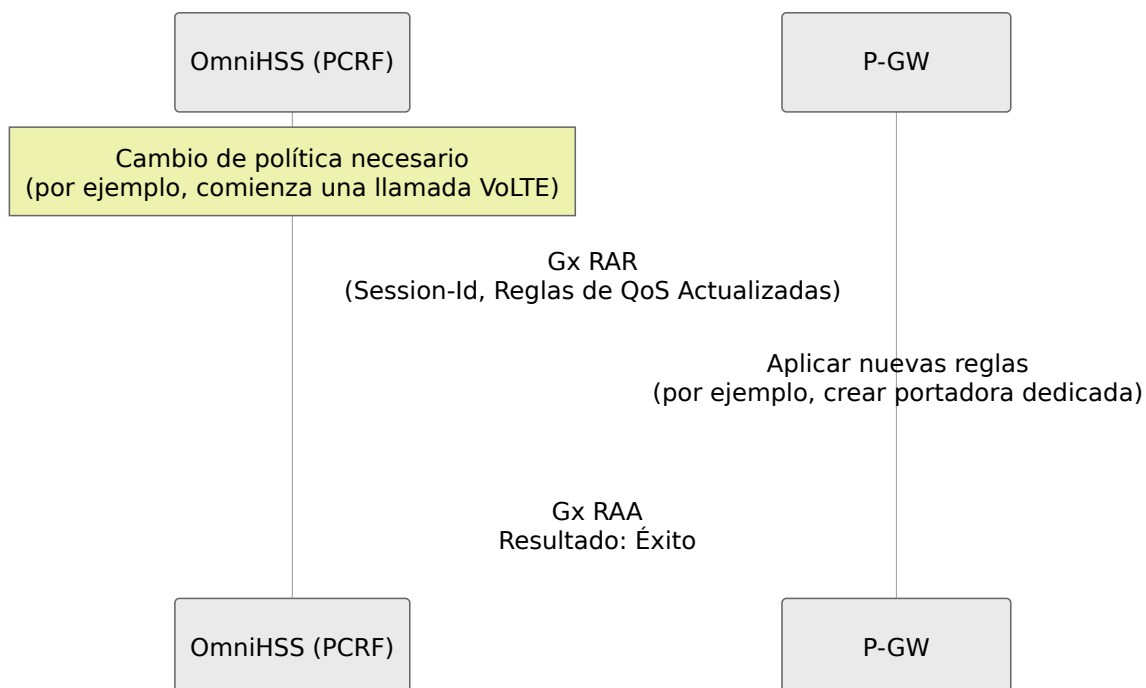 OmniHSS (PCRF)
P-GW
Cambio de política necesario
(por ejemplo, comienza una llamada VoLTE)
Gx RAR
(Session-Id, Reglas de QoS Actualizadas)
Aplicar nuevas reglas
(por ejemplo, crear portadora dedicada)
Gx RAA
Resultado: Éxito
OmniHSS (PCRF)
P-GW